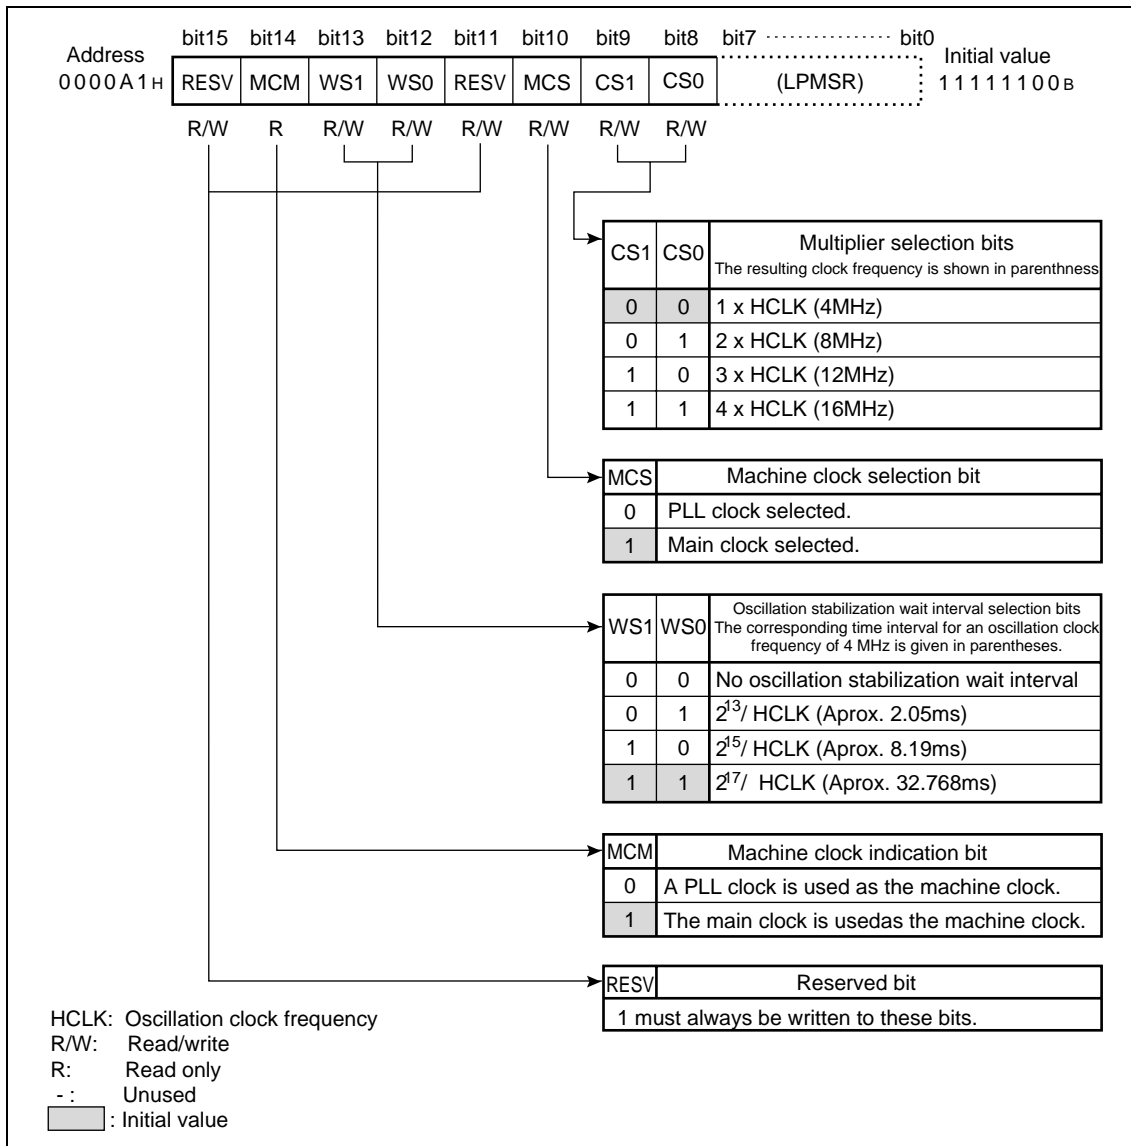 bit15 bit14 bit13 bit12 bit11 bit10 bit9 bit8 bit7 bit0
Address
Initial value
0000A1H RESV MCM WS1 WS0 RESV MCS CS1 CS0 (LPMSR) 11111100B
R/W R R/W R/W R/W R/W R/W R/W
CS1 CS0 Multiplier selection bits
The resulting clock frequency is shown in parenthness
0 0 1 x HCLK (4MHz)
0 1 2 x HCLK (8MHz)
1 0 3 x HCLK (12MHz)
1 1 4 x HCLK (16MHz)
MCS Machine clock selection bit
0 PLL clock selected.
1 Main clock selected.
WS1 WS0 Oscillation stabilization wait interval selection bits
The corresponding time interval for an oscillation clock
frequency of 4 MHz is given in parentheses.
0 0 No oscillation stabilization wait interval
0 1 2^13/ HCLK (Aprox. 2.05ms)
1 0 2^15/ HCLK (Aprox. 8.19ms)
1 1 2^17/ HCLK (Aprox. 32.768ms)
MCM Machine clock indication bit
0 A PLL clock is used as the machine clock.
1 The main clock is usedas the machine clock.
RESV Reserved bit
1 must always be written to these bits.
HCLK: Oscillation clock frequency
R/W: Read/write
R: Read only
- : Unused
: Initial value